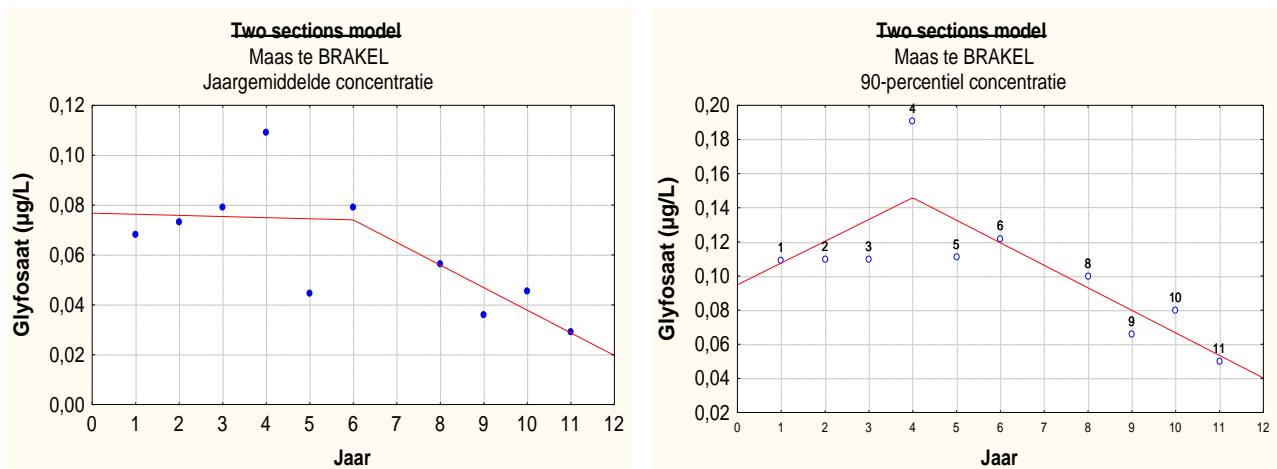 Two sections model
Maas te BRAKEL
Jaargemiddelde concentratie
0,12
0,10
0,08
0,06
0,04
0,02
0,00
Glyfosaat (µg/L)
0 1 2 3 4 5 6 7 8 9 10 11 12
Jaar
Two sections model
Maas te BRAKEL
90-percentiel concentratie
0,20
0,18
0,16
0,14
0,12
0,10
0,08
0,06
0,04
0,02
Glyfosaat (µg/L)
1
2
3
4
5
6
8
9
10
11
0 1 2 3 4 5 6 7 8 9 10 11 12
Jaar